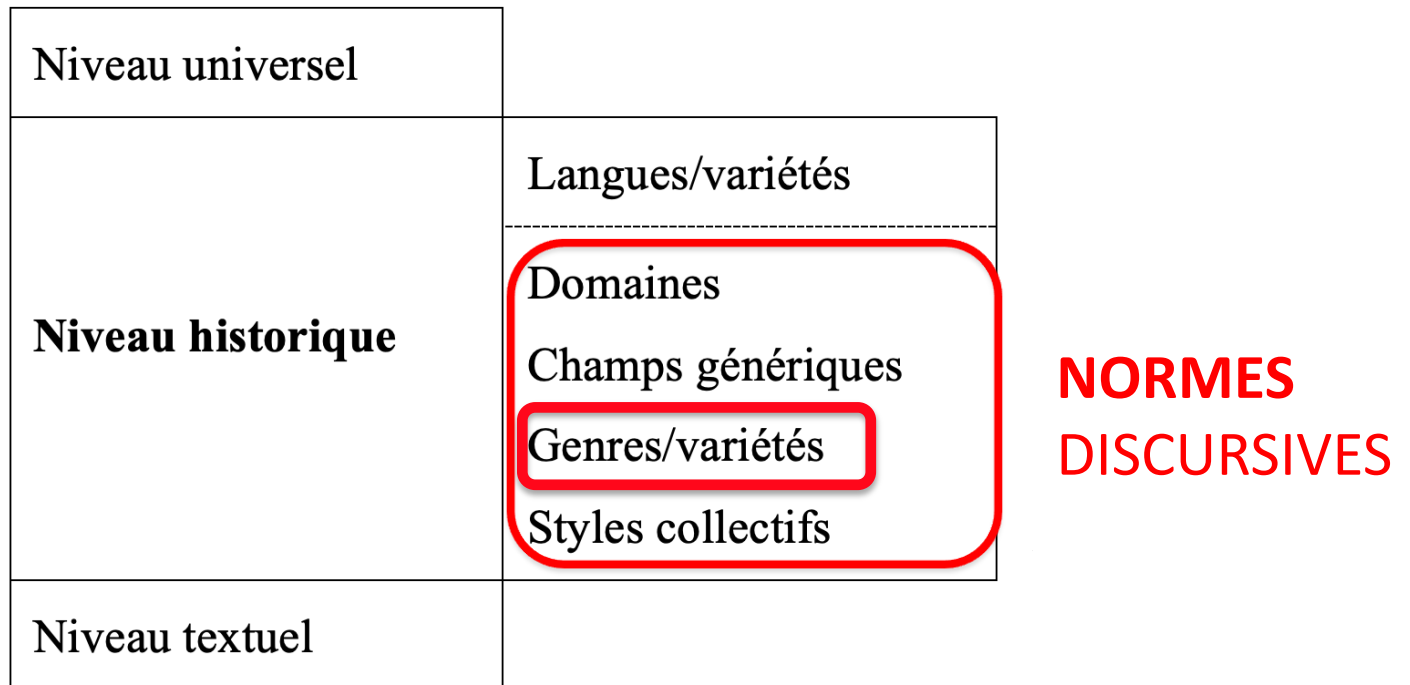 Niveau universel
Langues/variétés
Domaines
Niveau historique
Champs génériques
Genres/variétés
Styles collectifs
NORMES
DISCURSIVES
Niveau textuel